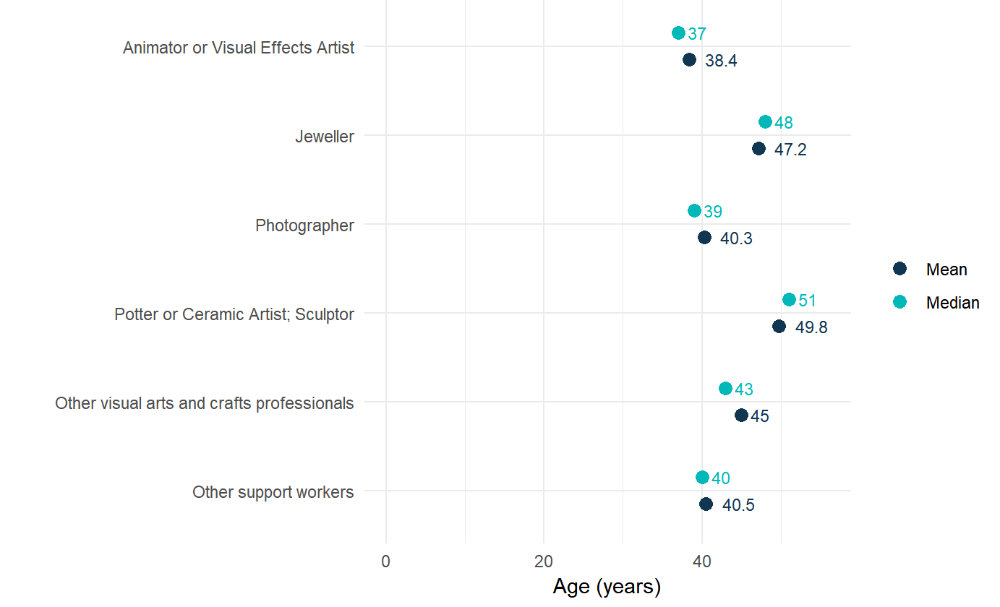 37
Animator or Visual Effects Artist
38.4
48
Jeweller
47.2
39
Photographer
40.3
Mean
51
Median
Potter or Ceramic Artist; Sculptor
49.8
43
Other visual arts and crafts professionals
45
40
Other support workers
40.5
0 20 40
Age (years)